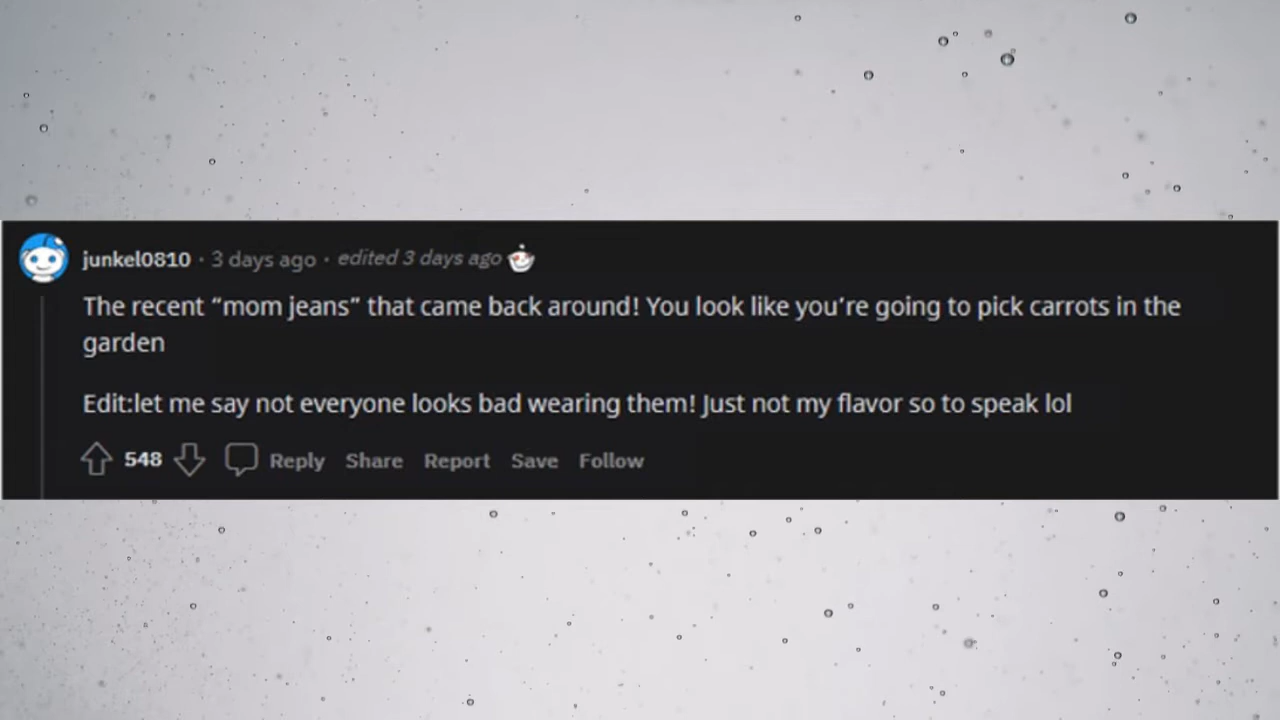 junkel0810 · 3 days ago · edited 3 days ago
The recent “mom jeans” that came back around! You look like you’re going to pick carrots in the
garden
Edit:let me say not everyone looks bad wearing them! Just not my flavor so to speak lol
548 Reply Share Report Save Follow